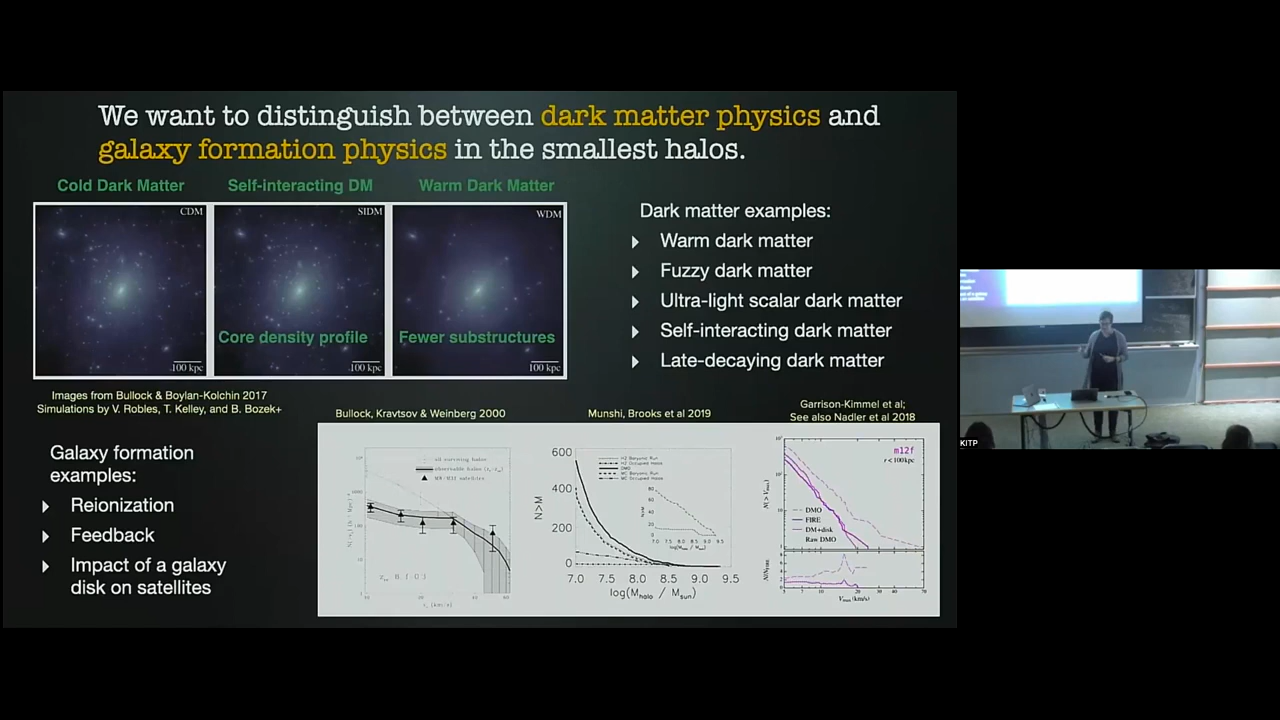 We want to distinguish between dark matter physics and
galaxy formation physics in the smallest halos.
Cold Dark Matter
Self-interacting DM
Warm Dark Matter
CDM
SIDM
WDM
Core density profile
Fewer substructures
100 kpc
100 kpc
100 kpc
Images from Bullock & Boylan-Kolchin 2017
Simulations by V. Robles, T. Kelley, and B. Bozek+
Dark matter examples:
Warm dark matter
Fuzzy dark matter
Ultra-light scalar dark matter
Self-interacting dark matter
Late-decaying dark matter
Galaxy formation
examples:
Reionization
Feedback
Impact of a galaxy
disk on satellites
Bullock, Kravtsov & Weinberg 2000
Munshi, Brooks et al 2019
600
400
200
0
N>M
7.0 7.5 8.0 8.5 9.0 9.5
log(Mhalo / Msun)
Garrison-Kimmel et al;
See also Nadler et al 2018
m12f
r < 100 kpc
DMO
FIRE
DM+disk
Raw DMO
Vmax (km/s)
KITP